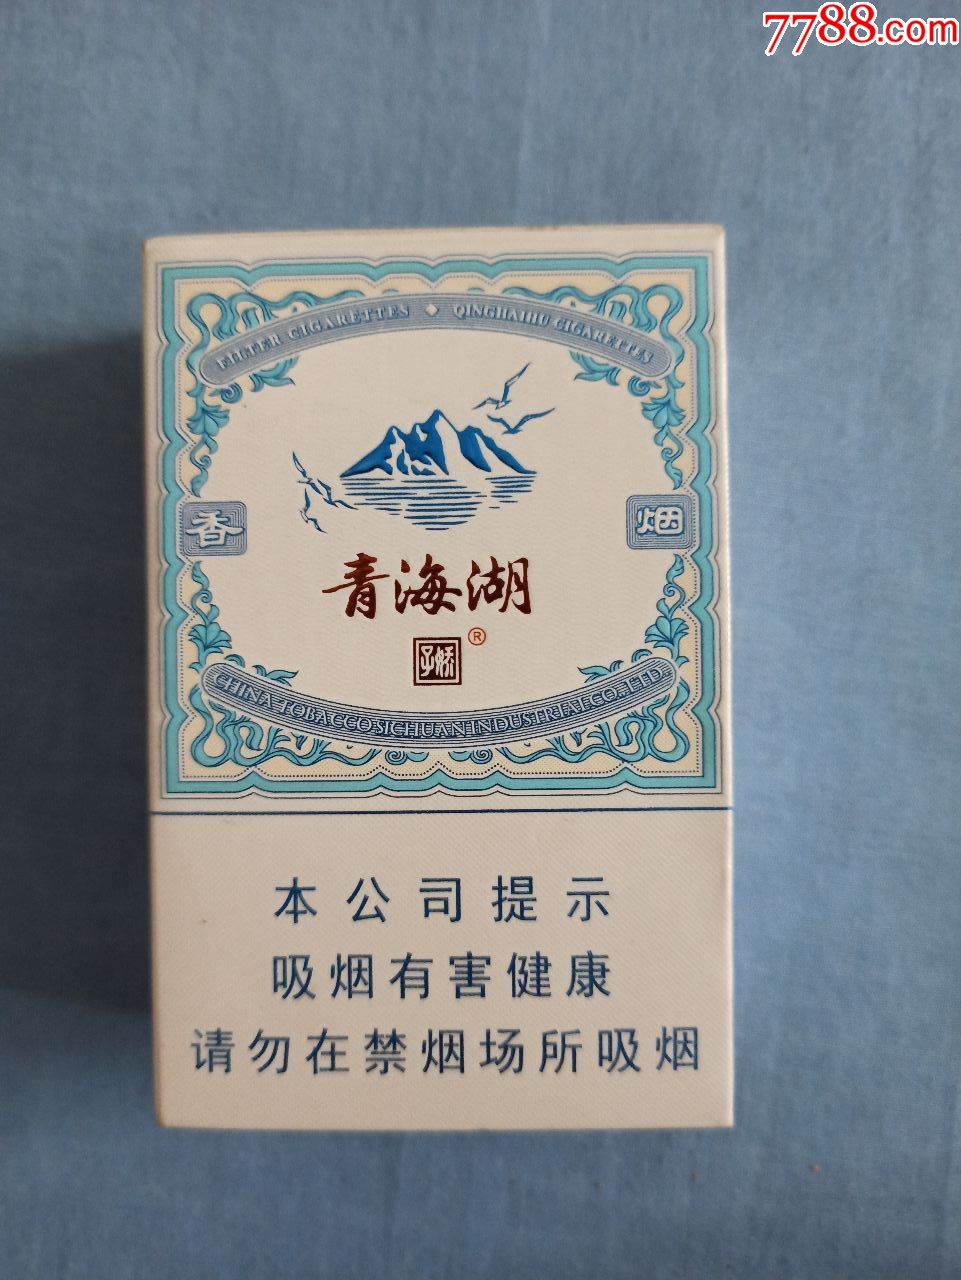 7788.com
FILTER CIGARETTES ◆ QINGHAIHU CIGARETTES
香 烟
青海湖
®
CHINA TOBACCO SICHUAN INDUSTRIAL CO., LTD.
本公司提示
吸烟有害健康
请勿在禁烟场所吸烟